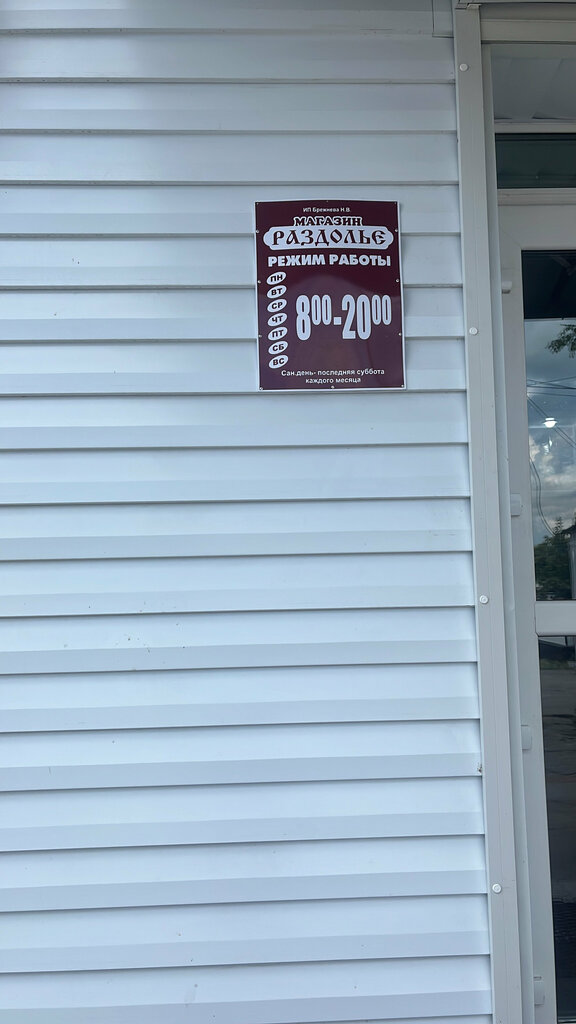 ИП Брежнева Н.В.
МАГАЗИН
РАЗДОЛЬЕ
РЕЖИМ РАБОТЫ
ПН
ВТ
СР
ЧТ
ПТ
СБ
ВС
800-2000
Сан.день- последняя суббота
каждого месяца